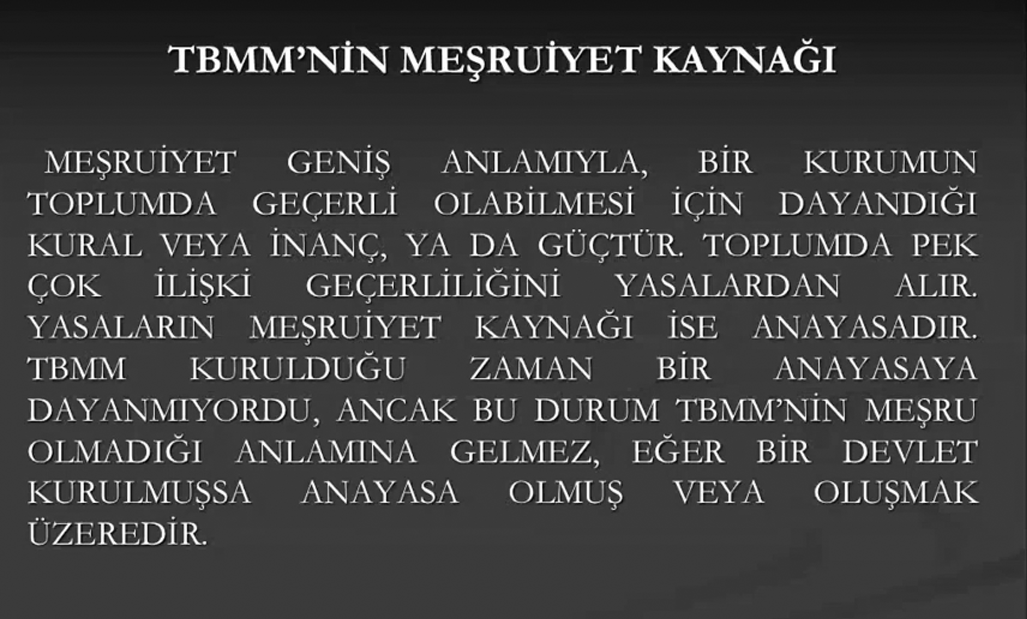 TBMM’NİN MEŞRUİYET KAYNAĞI
MEŞRUİYET GENİŞ ANLAMIYLA, BİR KURUMUN
TOPLUMDA GEÇERLİ OLABİLMESİ İÇİN DAYANDIĞI
KURAL VEYA İNANÇ, YA DA GÜÇTÜR. TOPLUMDA PEK
ÇOK İLİŞKİ GEÇERLİLİĞİNİ YASALARDAN ALIR.
YASALARIN MEŞRUİYET KAYNAĞI İSE ANAYASADIR.
TBMM KURULDUĞU ZAMAN BİR ANAYASAYA
DAYANMIYORDU, ANCAK BU DURUM TBMM’NİN MEŞRU
OLMADIĞI ANLAMINA GELMEZ, EĞER BİR DEVLET
KURULMUŞSA ANAYASA OLMUŞ VEYA OLUŞMAK
ÜZEREDİR.